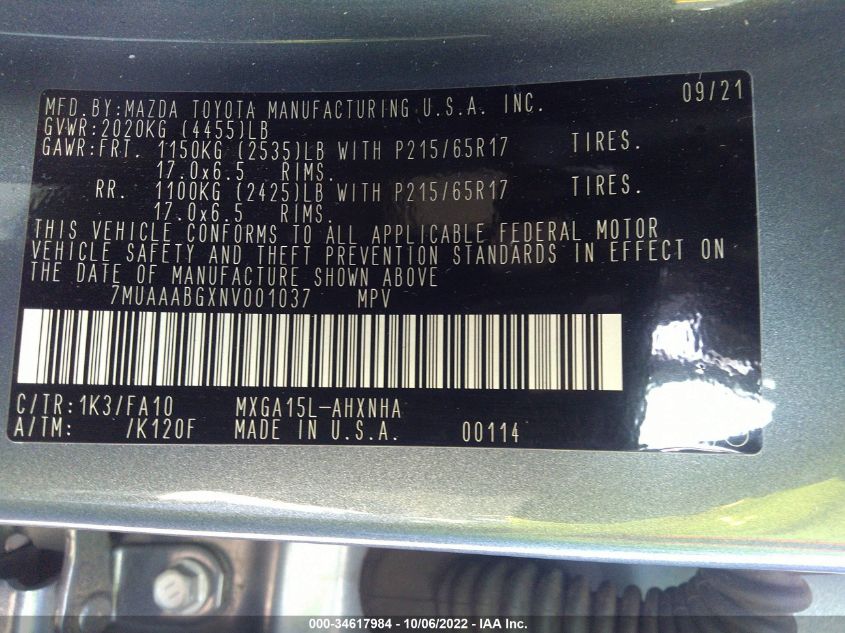 MFD.BY:MAZDA TOYOTA MANUFACTURING U.S.A. INC. 09/21
GVWR:2020KG (4455)LB
GAWR:FRT. 1150KG (2535)LB WITH P215/65R17 TIRES.
17.0x6.5 RIMS.
RR. 1100KG (2425)LB WITH P215/65R17 TIRES.
17.0x6.5 RIMS.
THIS VEHICLE CONFORMS TO ALL APPLICABLE FEDERAL MOTOR
VEHICLE SAFETY AND THEFT PREVENTION STANDARDS IN EFFECT ON
THE DATE OF MANUFACTURE SHOWN ABOVE
7MUAAABGXNV001037 MPV
C/TR:1K3/FA10 MXGA15L-AHXNHA
A/TM: /K120F MADE IN U.S.A. 00114
000-34617984 - 10/06/2022 - IAA Inc.